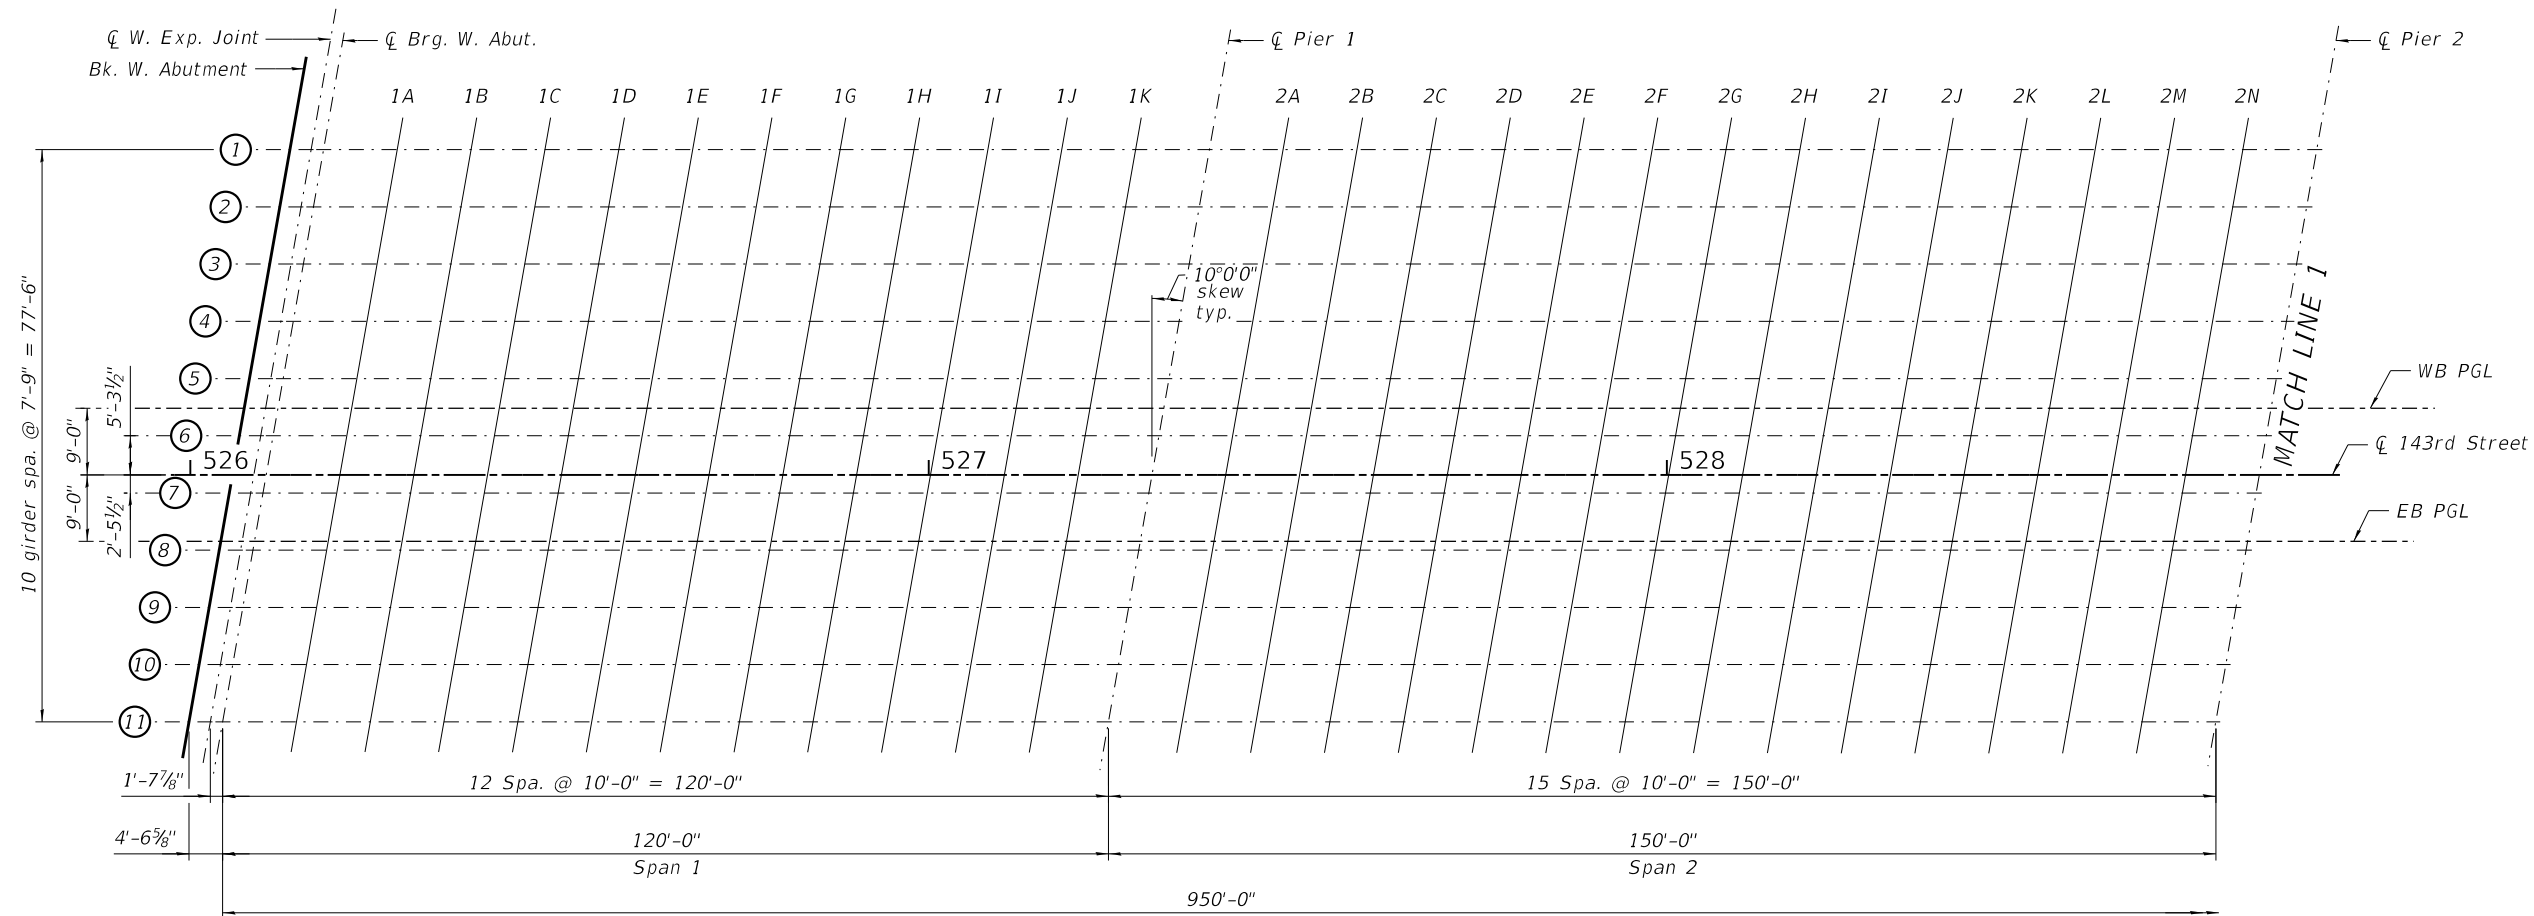 ℄ W. Exp. Joint
℄ Brg. W. Abut.
Bk. W. Abutment
℄ Pier 1
℄ Pier 2
1A 1B 1C 1D 1E 1F 1G 1H 1I 1J 1K 2A 2B 2C 2D 2E 2F 2G 2H 2I 2J 2K 2L 2M 2N
1
2
3
4
5
6
7
8
9
10
11
10 girder spa. @ 7'-9" = 77'-6"
9'-0"
9'-0"
5'-3½"
2'-5½"
10°0'0"
skew
typ.
526
527
528
MATCH LINE 1
WB PGL
℄ 143rd Street
EB PGL
1'-7⅞"
12 Spa. @ 10'-0" = 120'-0"
15 Spa. @ 10'-0" = 150'-0"
4'-6⅝"
120'-0"
Span 1
150'-0"
Span 2
950'-0"